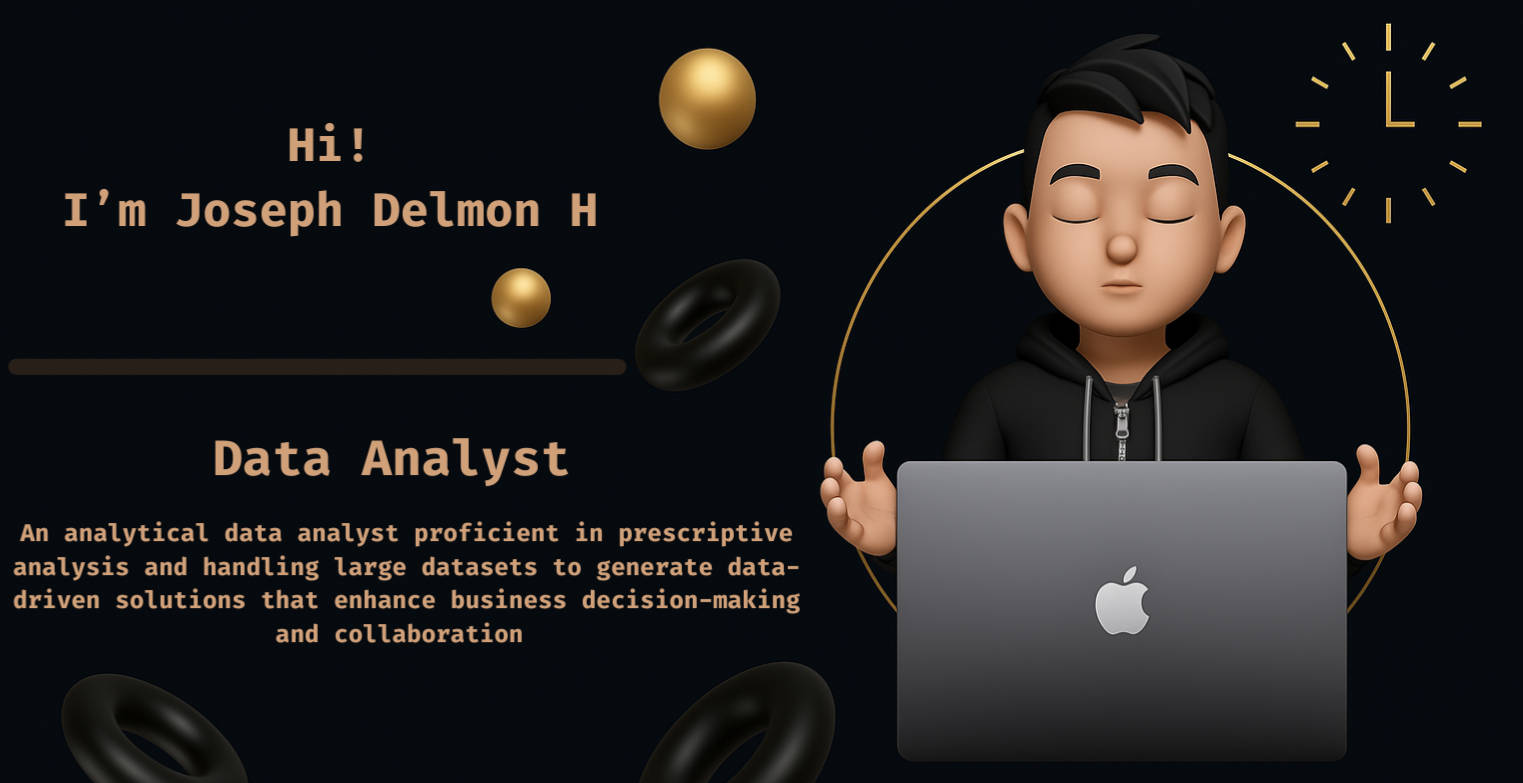 Hi!
I’m Joseph Delmon H
Data Analyst
An analytical data analyst proficient in prescriptive
analysis and handling large datasets to generate data-
driven solutions that enhance business decision-making
and collaboration